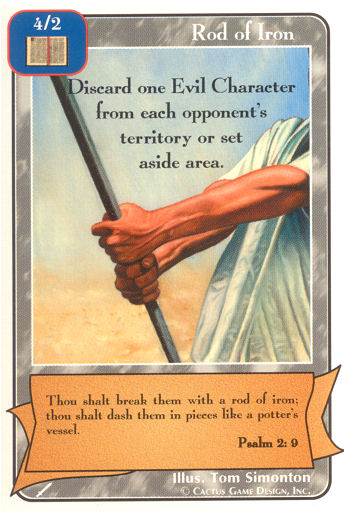 4/2
Rod of Iron
Discard one Evil Character
from each opponent's
territory or set
aside area.
Thou shalt break them with a rod of iron;
thou shalt dash them in pieces like a potter's
vessel.
Psalm 2: 9
Illus. Tom Simonton
© Cactus Game Design, Inc.